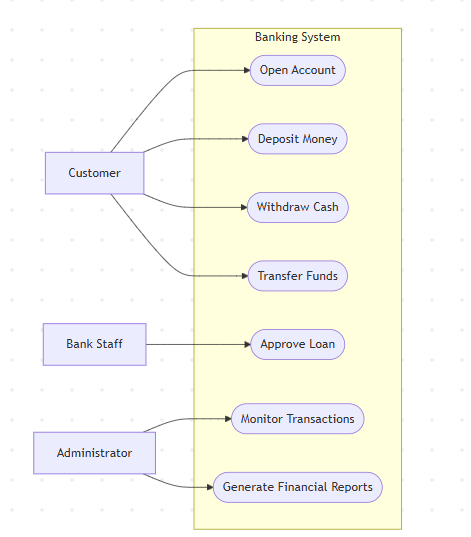 Banking System
Open Account
Deposit Money
Customer
Withdraw Cash
Transfer Funds
Bank Staff
Approve Loan
Monitor Transactions
Administrator
Generate Financial Reports